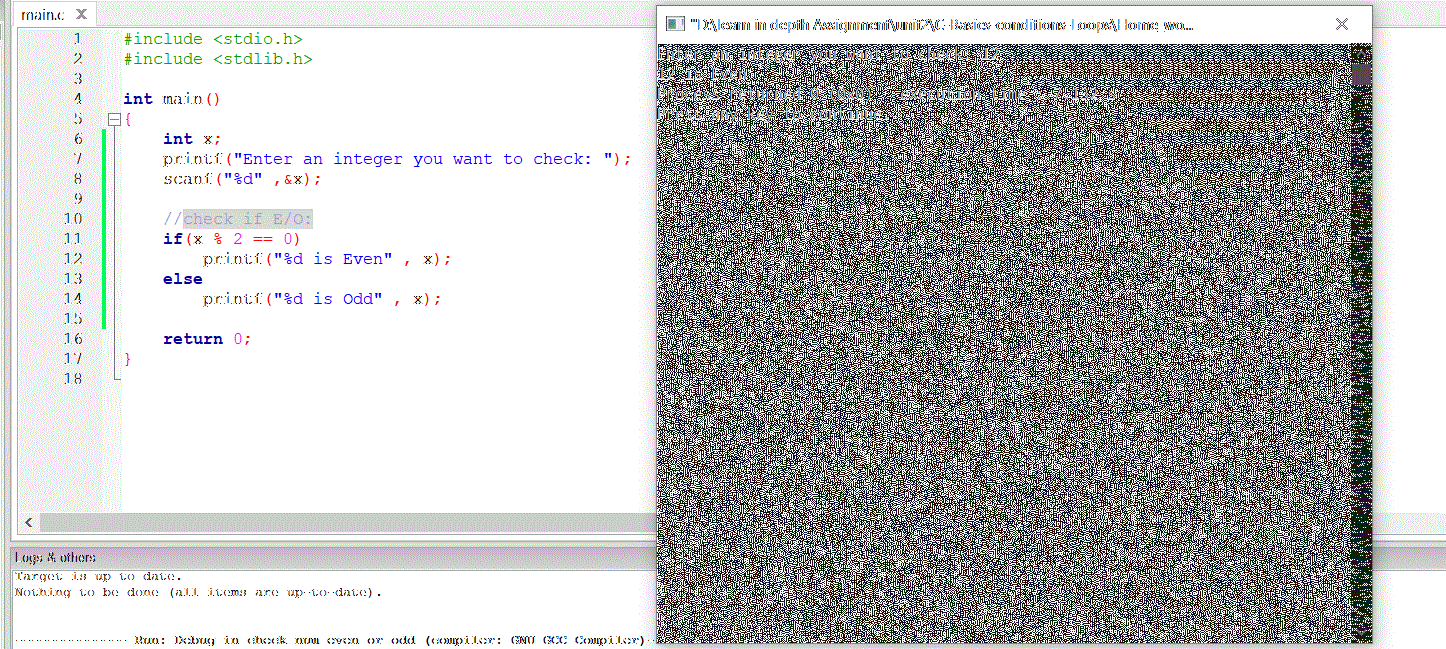 main.c X
1 #include <stdio.h>
2 #include <stdlib.h>
3
4 int main()
5 {
6 int x;
7 printf("Enter an integer you want to check: ");
8 scanf("%d" ,&x);
9
10 //check if E/O:
11 if(x % 2 == 0)
12 printf("%d is Even" , x);
13 else
14 printf("%d is Odd" , x);
15
16 return 0;
17 }
18
Logs & others
Target is up to date.
Nothing to be done (all items are up-to-date).
-------------- Run: Debug in check num even or odd (compiler: GNU GCC Compiler)
"D:\learn in depth Assignment\unit2\C Basics conditions Loops\Home wo...